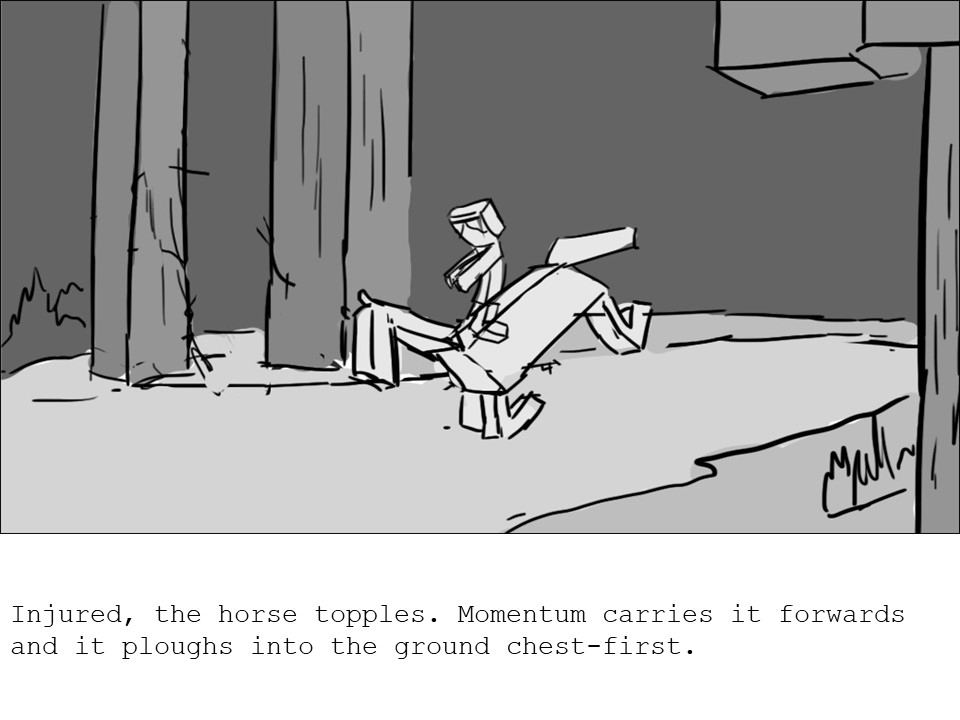 Injured, the horse topples. Momentum carries it forwards
and it ploughs into the ground chest-first.